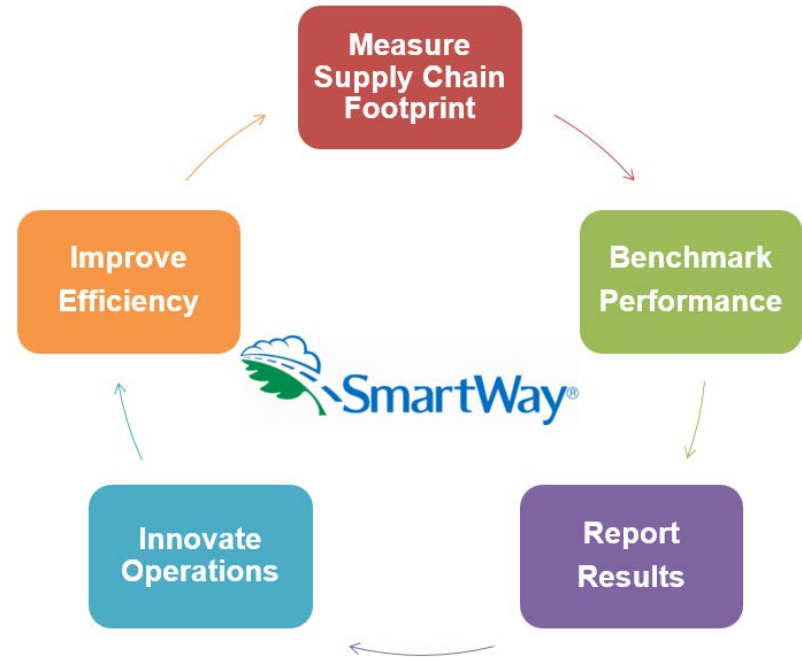 Measure
Supply Chain
Footprint
Benchmark
Performance
Report
Results
Innovate
Operations
Improve
Efficiency
SmartWay®